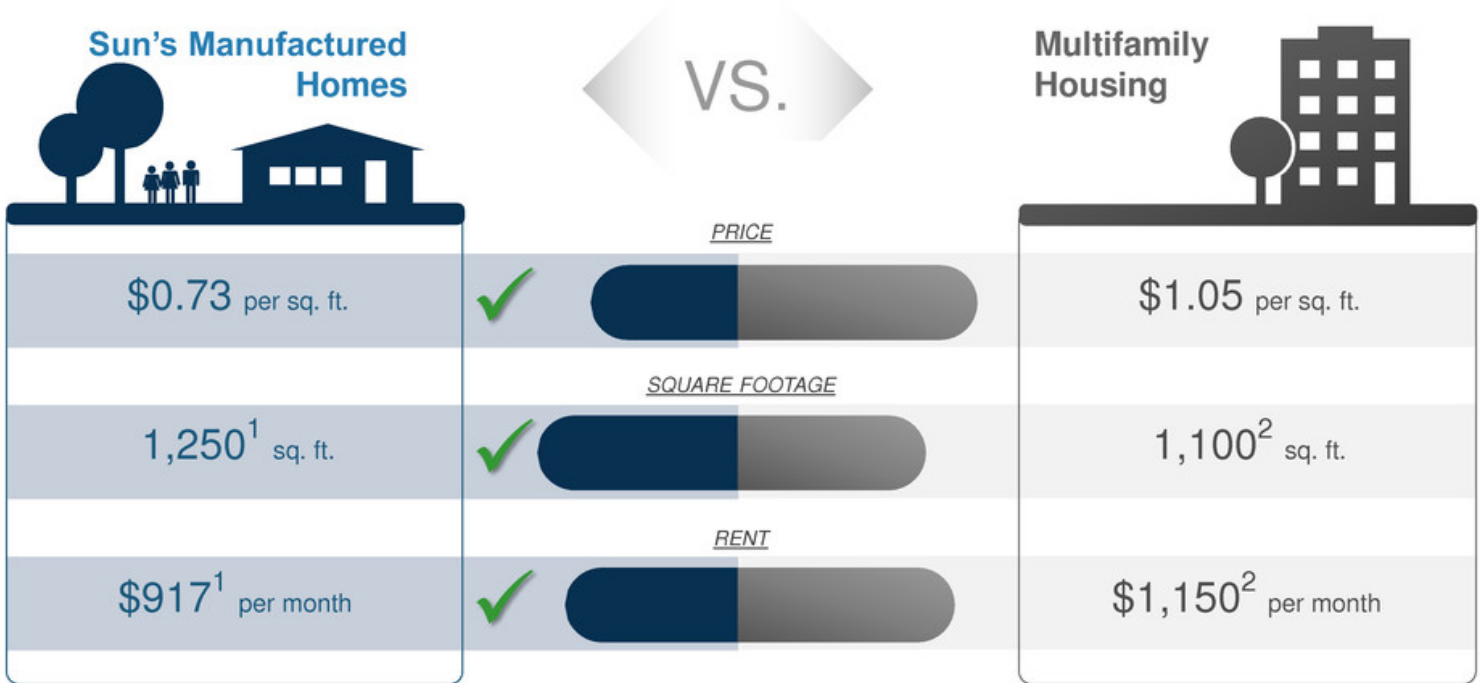 Sun's Manufactured
Homes
VS.
Multifamily
Housing
PRICE
$0.73 per sq. ft.
$1.05 per sq. ft.
SQUARE FOOTAGE
1,250¹ sq. ft.
1,100² sq. ft.
RENT
$917¹ per month
$1,150² per month